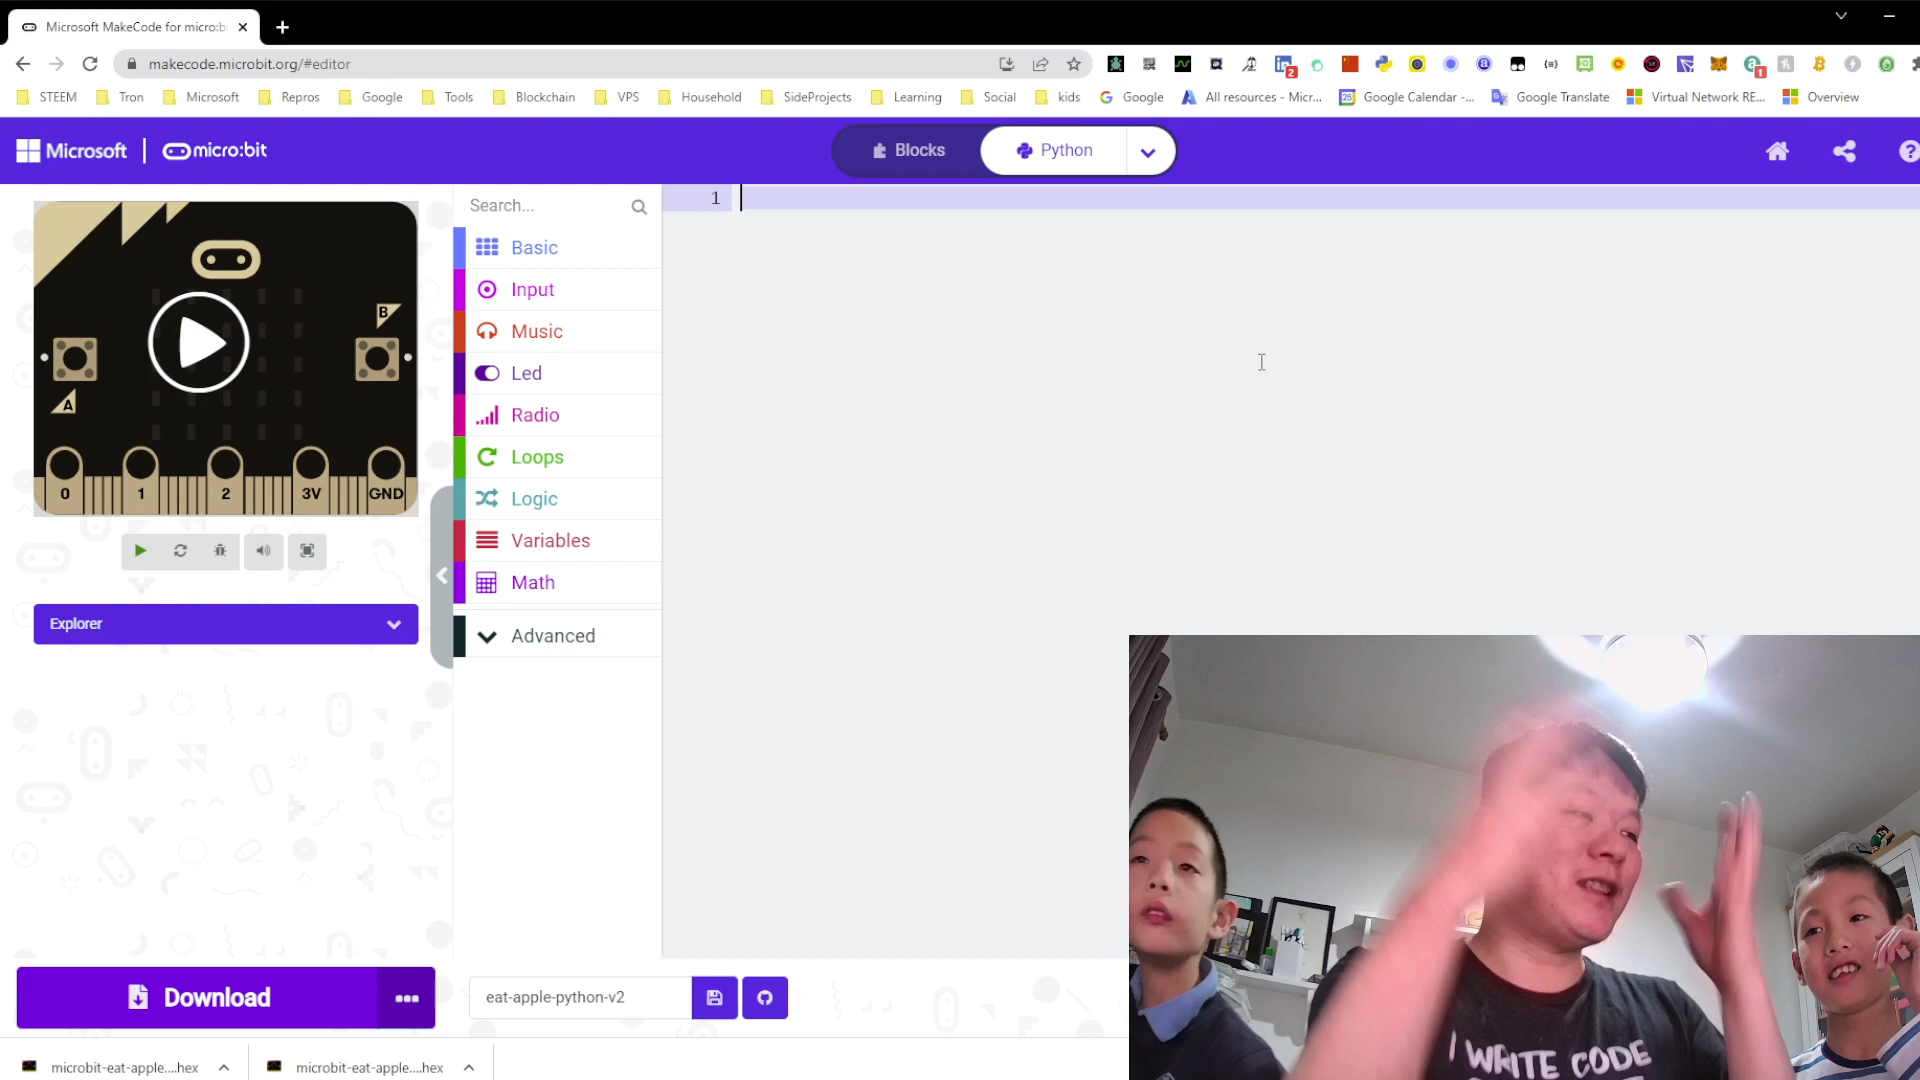 Microsoft MakeCode for micro:b
makecode.microbit.org/#editor
2
1
STEEM
Tron
Microsoft
Repros
Google
Tools
Blockchain
VPS
Household
SideProjects
Learning
Social
kids
Google
All resources - Micr...
25
Google Calendar -...
Google Translate
Virtual Network RE...
Overview
Microsoft
micro:bit
Blocks
Python
Search...
1
Basic
Input
Music
Led
Radio
Loops
Logic
Variables
Math
Advanced
B
A
0
1
2
3V
GND
Explorer
Download
eat-apple-python-v2
microbit-eat-apple....hex
microbit-eat-apple....hex
I WRITE CODE